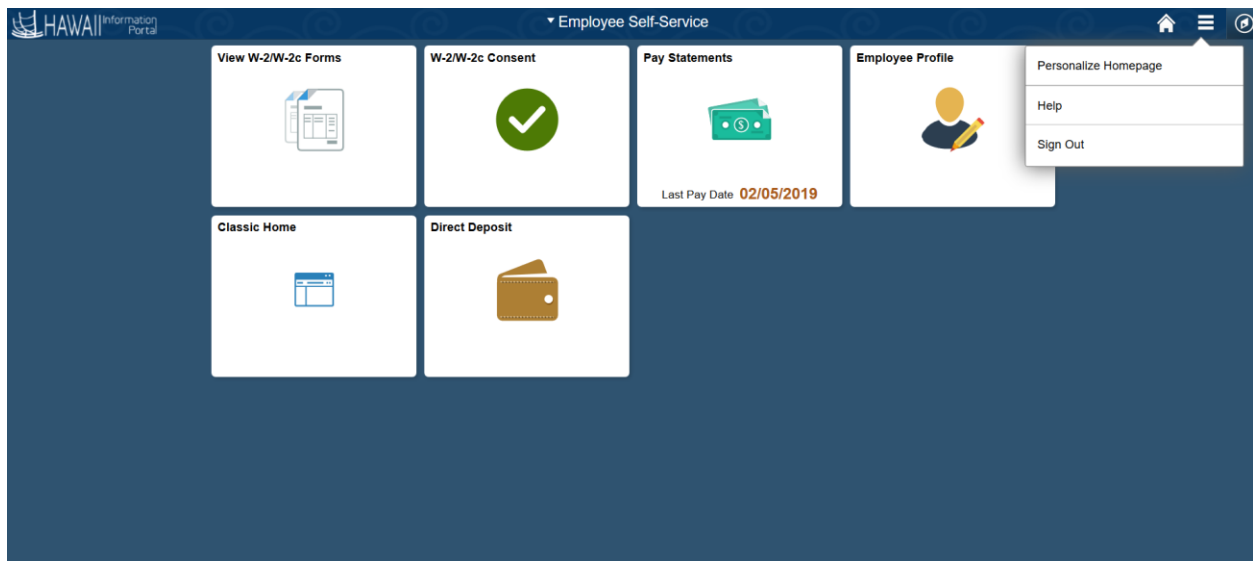 HAWAII Information
Portal
Employee Self-Service
View W-2/W-2c Forms
W-2/W-2c Consent
Pay Statements
Last Pay Date 02/05/2019
Employee Profile
Personalize Homepage
Help
Sign Out
Classic Home
Direct Deposit